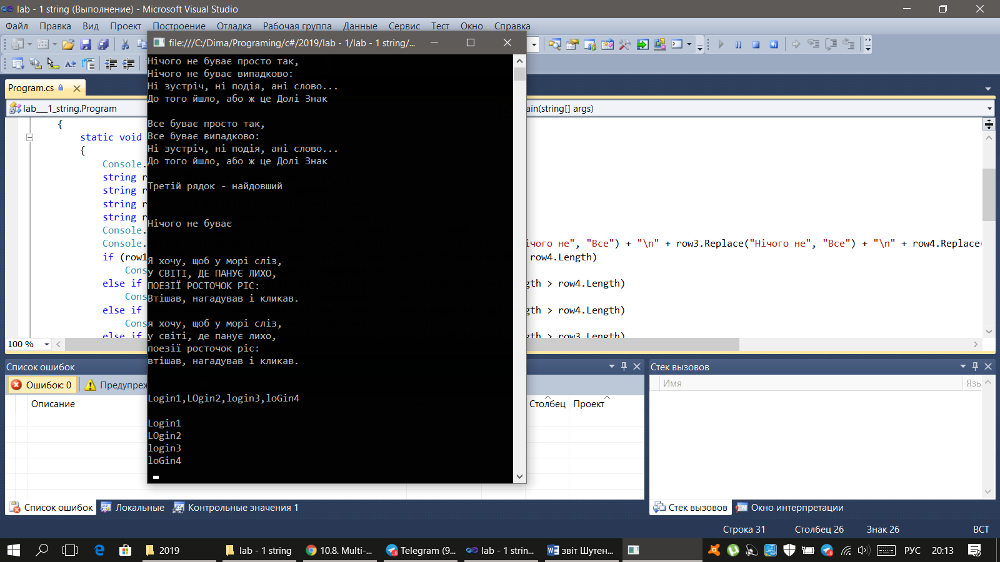 lab - 1 string (Выполнение) - Microsoft Visual Studio
Файл Правка Вид Проект Построение Отладка Рабочая группа Данные Сервис Тест Окно Справка
file:///C:/Dima/Programing/c#/2019/lab - 1/lab - 1 string/...
Program.cs
lab___1_string.Program
ain(string[] args)
{
static void
{
Console.
string r
string r
string r
string r
Console.
Console.
ічого не", "Все") + "\n" + row3.Replace("Нічого не", "Все") + "\n" + row4.Replace(
if (row1
row4.Length)
Cons
else if
gth > row4.Length)
Cons
else if
gth > row4.Length)
Cons
else if
gth > row3.Length)
100 %
Нічого не буває просто так,
Нічого не буває випадково:
Ні зустріч, ні подія, ані слово...
До того йшло, або ж це Долі Знак
Все буває просто так,
Все буває випадково:
Ні зустріч, ні подія, ані слово...
До того йшло, або ж це Долі Знак
Третій рядок - найдовший
Нічого не буває
Я хочу, щоб у морі сліз,
У СВІТІ, ДЕ ПАНУЄ ЛИХО,
ПОЕЗІЇ РОСТОЧОК РІС:
Втішав, нагадував і кликав.
я хочу, щоб у морі сліз,
у світі, де панує лихо,
поезії росточок ріс:
втішав, нагадував і кликав.
Login1,LOgin2,login3,loGin4
Login1
LOgin2
login3
loGin4
Список ошибок
Ошибок: 0 Предупреж
Описание Столбец Проект
Стек вызовов
Имя Язы
Список ошибок Локальные Контрольные значения 1
Стек вызовов Окно интерпретации
Строка 31 Столбец 26 Знак 26 ВСТ
2019 lab - 1 string 10.8. Multi-... Telegram (9... lab - 1 strin... звіт Шутен... РУС 20:13